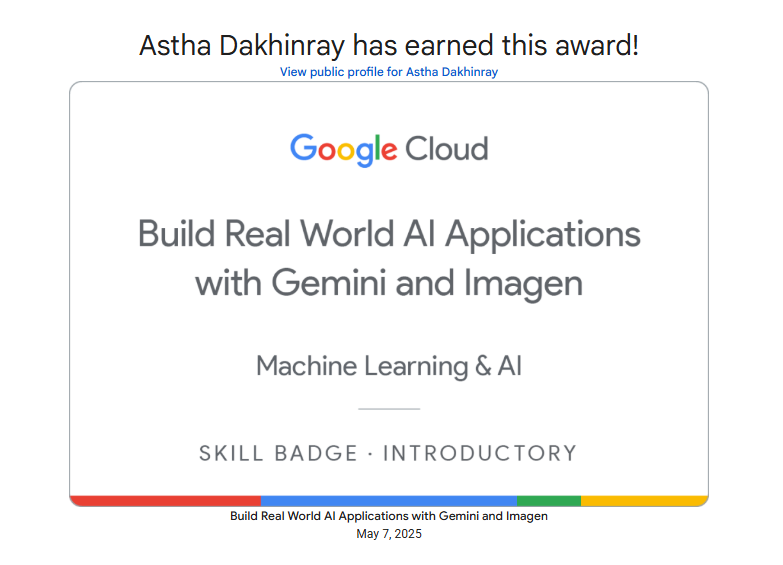 Astha Dakhinray has earned this award!
View public profile for Astha Dakhinray
Google Cloud
Build Real World AI Applications
with Gemini and Imagen
Machine Learning & AI
SKILL BADGE · INTRODUCTORY
Build Real World AI Applications with Gemini and Imagen
May 7, 2025